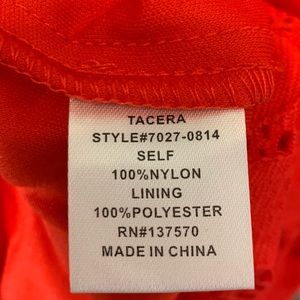 TACERA
STYLE#7027-0814
SELF
100%NYLON
LINING
100%POLYESTER
RN#137570
MADE IN CHINA